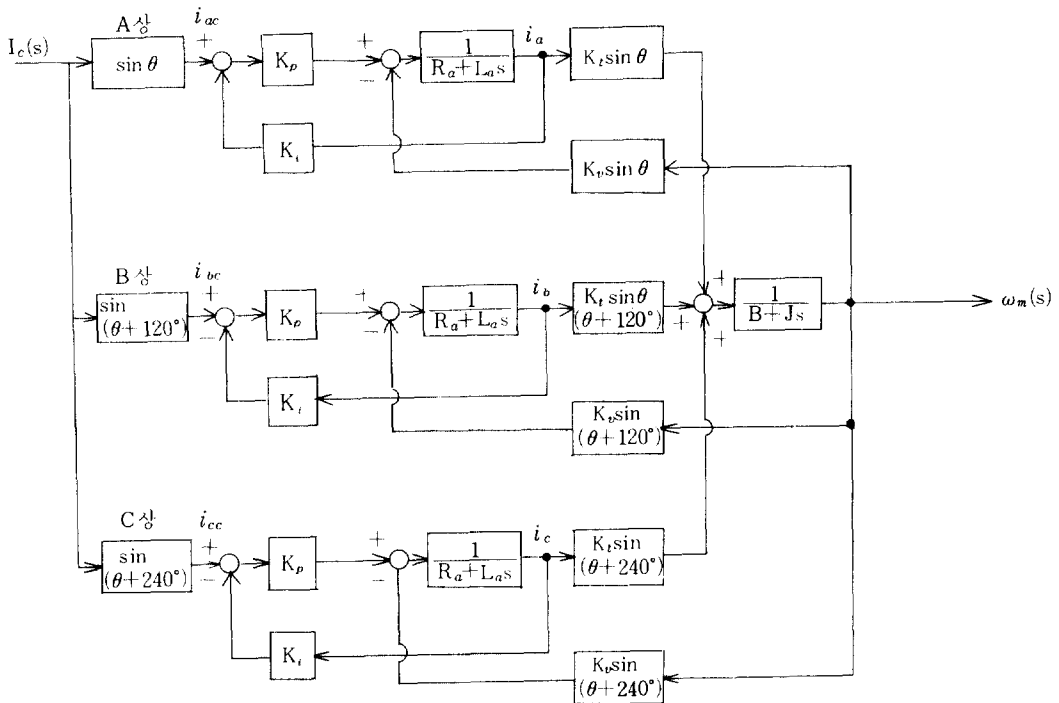 I_c(s)
A상
sin θ
+
i_ac
K_p
+
−
1
R_a+L_a s
i_a
K_t sin θ
K_i
K_v sin θ
B상
sin
(θ+120°)
i_bc
+
−
K_p
+
−
1
R_a+L_a s
i_b
K_t sin θ
(θ+120°)
+
+
+
1
B+Js
ω_m(s)
K_i
K_v sin
(θ+120°)
C상
sin
(θ+240°)
i_cc
+
−
K_p
+
−
1
R_a+L_a s
i_c
K_t sin
(θ+240°)
K_i
K_v sin
(θ+240°)